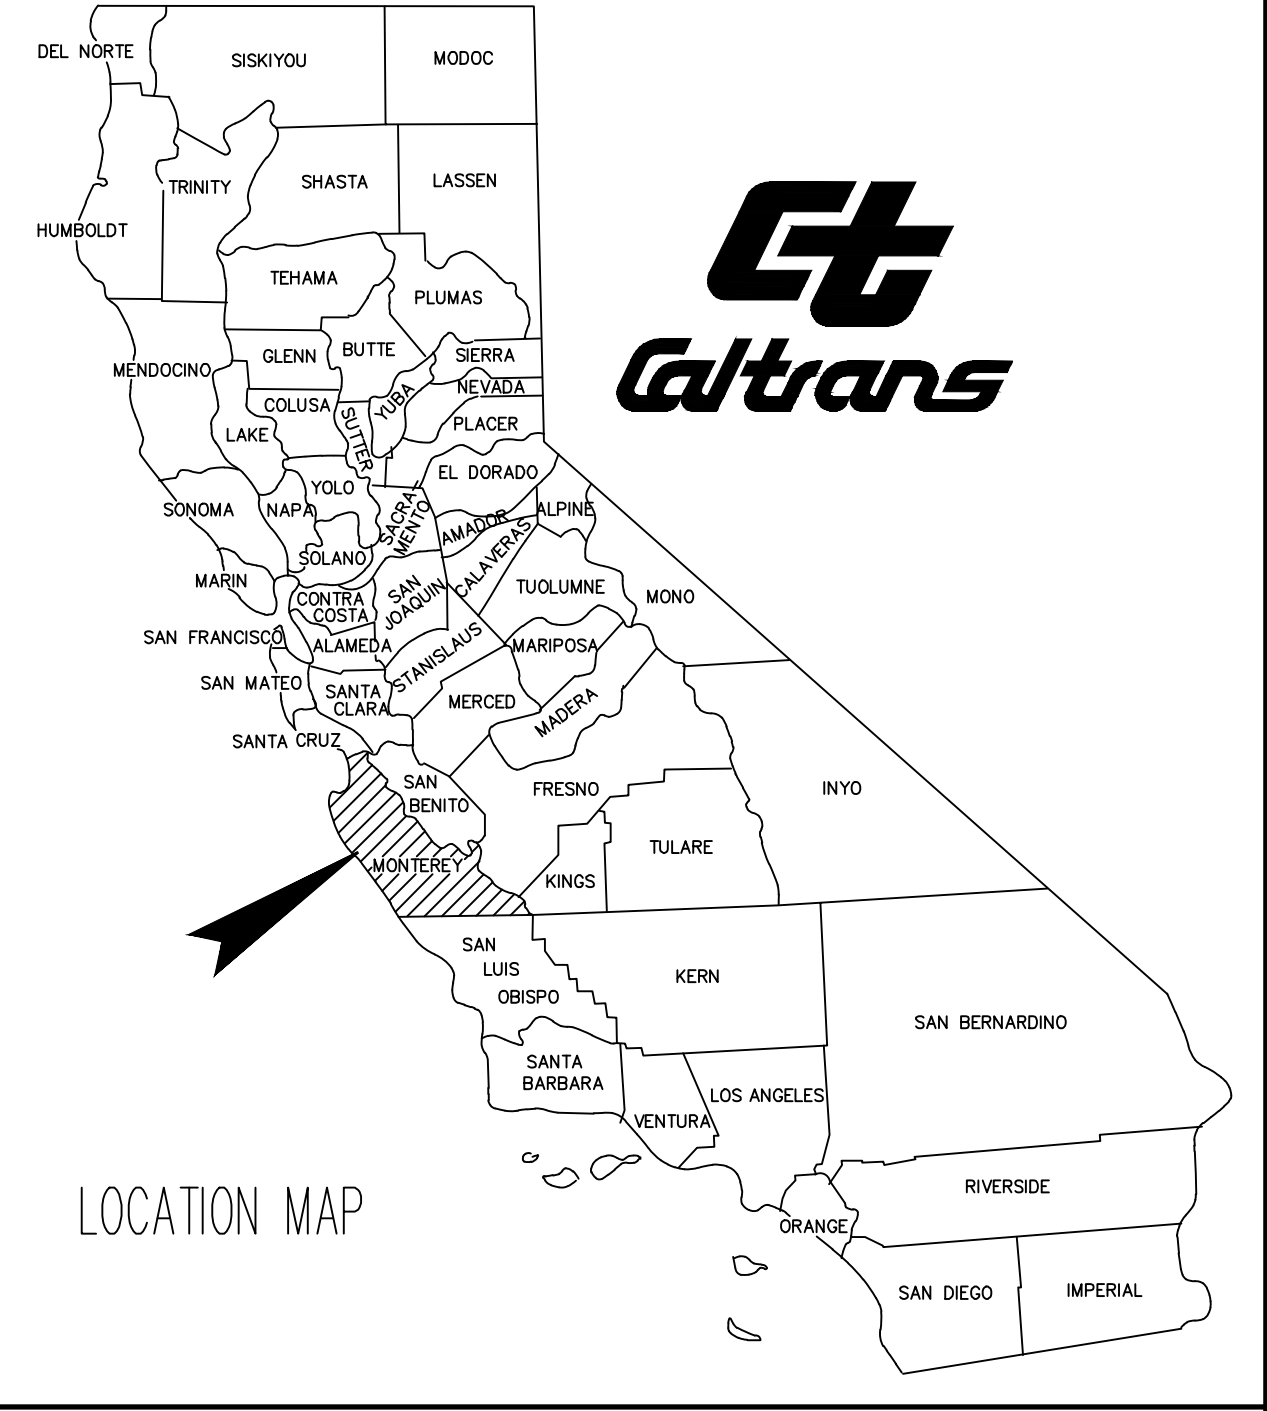 DEL NORTE
SISKIYOU
MODOC
TRINITY
SHASTA
LASSEN
HUMBOLDT
TEHAMA
PLUMAS
Ct
Caltrans
MENDOCINO
GLENN
BUTTE
SIERRA
NEVADA
COLUSA
SUTTER
YUBA
PLACER
LAKE
EL DORADO
YOLO
SONOMA
NAPA
SACRA-
MENTO
AMADOR
ALPINE
SOLANO
CALAVERAS
MARIN
CONTRA
COSTA
SAN
JOAQUIN
TUOLUMNE
MONO
SAN FRANCISCO
ALAMEDA
STANISLAUS
MARIPOSA
SAN MATEO
SANTA
CLARA
MERCED
MADERA
SANTA CRUZ
SAN
BENITO
FRESNO
INYO
MONTEREY
KINGS
TULARE
SAN
LUIS
OBISPO
KERN
SAN BERNARDINO
SANTA
BARBARA
VENTURA
LOS ANGELES
LOCATION MAP
RIVERSIDE
ORANGE
SAN DIEGO
IMPERIAL